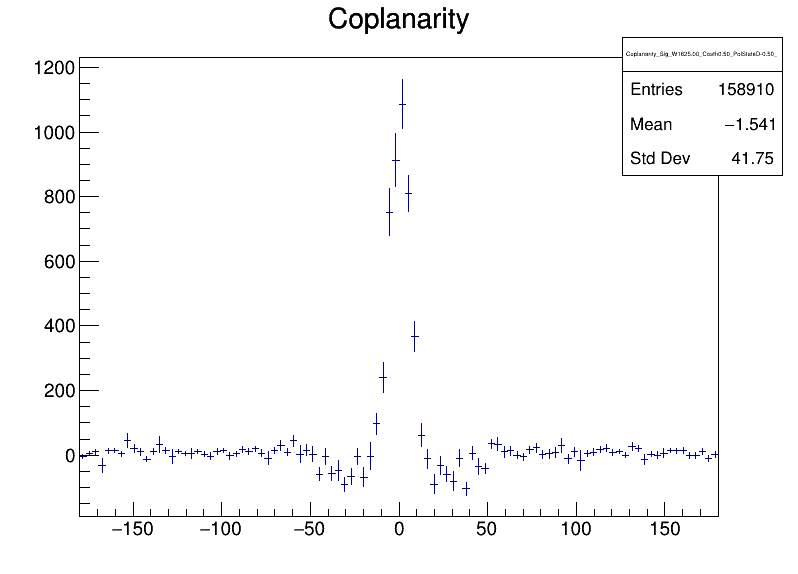 Coplanarity
Coplanarity_Sig_W1625.00_Costh0.50_PolStateD-0.50_
Entries 158910
Mean −1.541
Std Dev 41.75
1200
1000
800
600
400
200
0
−150 −100 −50 0 50 100 150